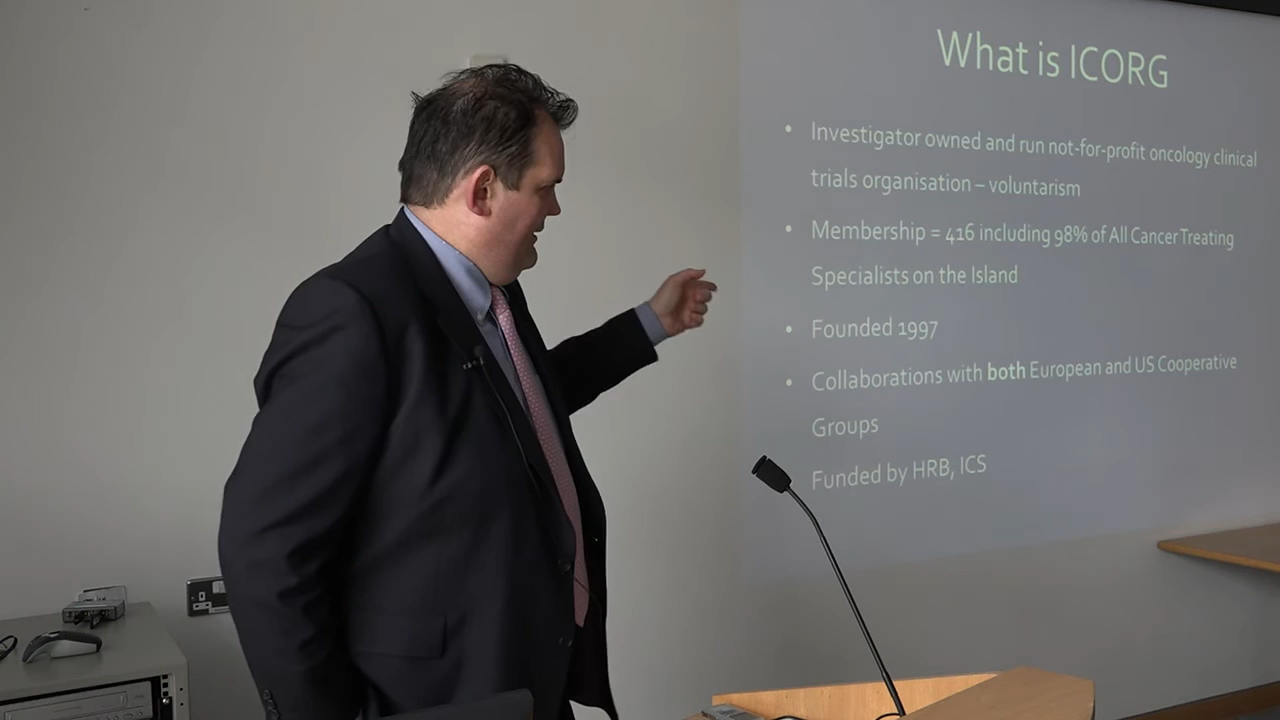 What is ICORG
• Investigator owned and run not-for-profit oncology clinical
trials organisation – voluntarism
• Membership = 416 including 98% of All Cancer Treating
Specialists on the Island
• Founded 1997
• Collaborations with both European and US Cooperative
Groups
Funded by HRB, ICS